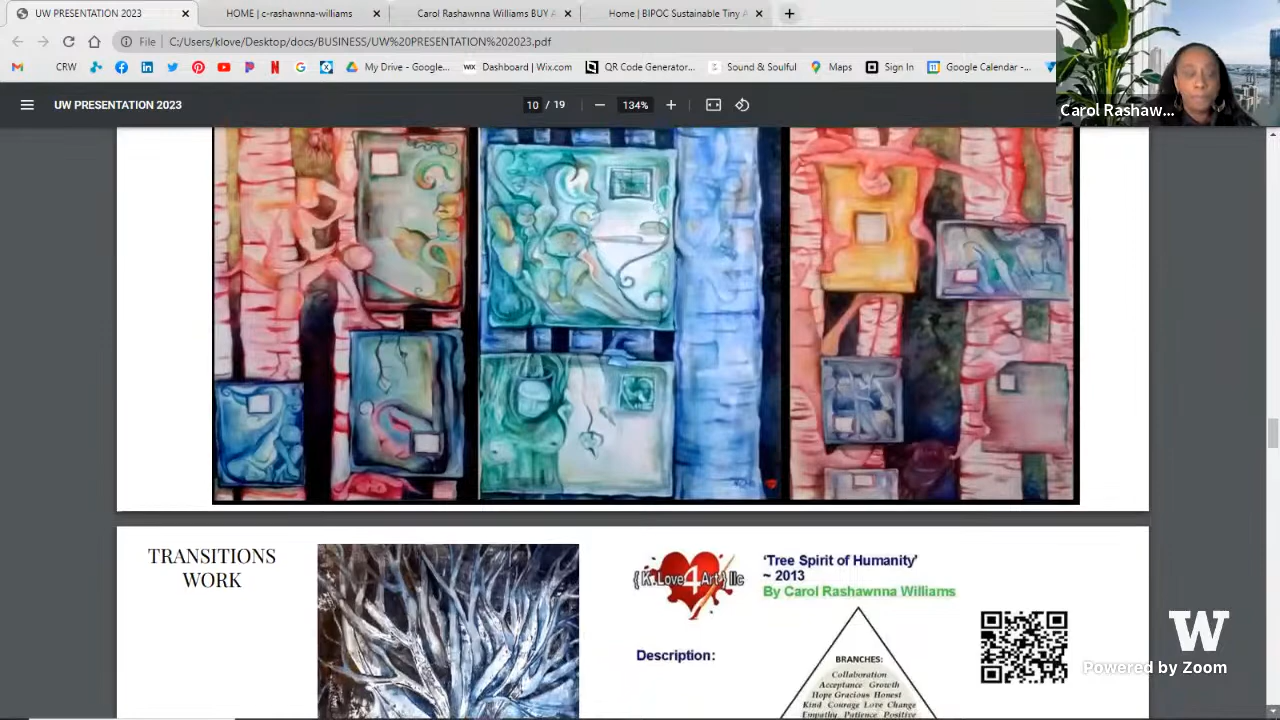 UW PRESENTATION 2023
HOME | c-rashawnna-williams
Carol Rashawnna Williams BUY A
Home | BIPOC Sustainable Tiny A
File
C:/Users/klove/Desktop/docs/BUSINESS/UW%20PRESENTATION%202023.pdf
CRW
My Drive - Google...
WIX
Dashboard | Wix.com
QR Code Generator...
Sound & Soulful
Maps
Sign In
Google Calendar -...
UW PRESENTATION 2023
10 / 19
134%
Carol Rashaw...
TRANSITIONS
WORK
{ K.Love4Art } llc
‘Tree Spirit of Humanity’
~ 2013
By Carol Rashawnna Williams
Description:
BRANCHES:
Collaboration
Acceptance Growth
Hope Gracious Honest
Kind Courage Love Change
Empathy Patience Positive
W
Powered by Zoom